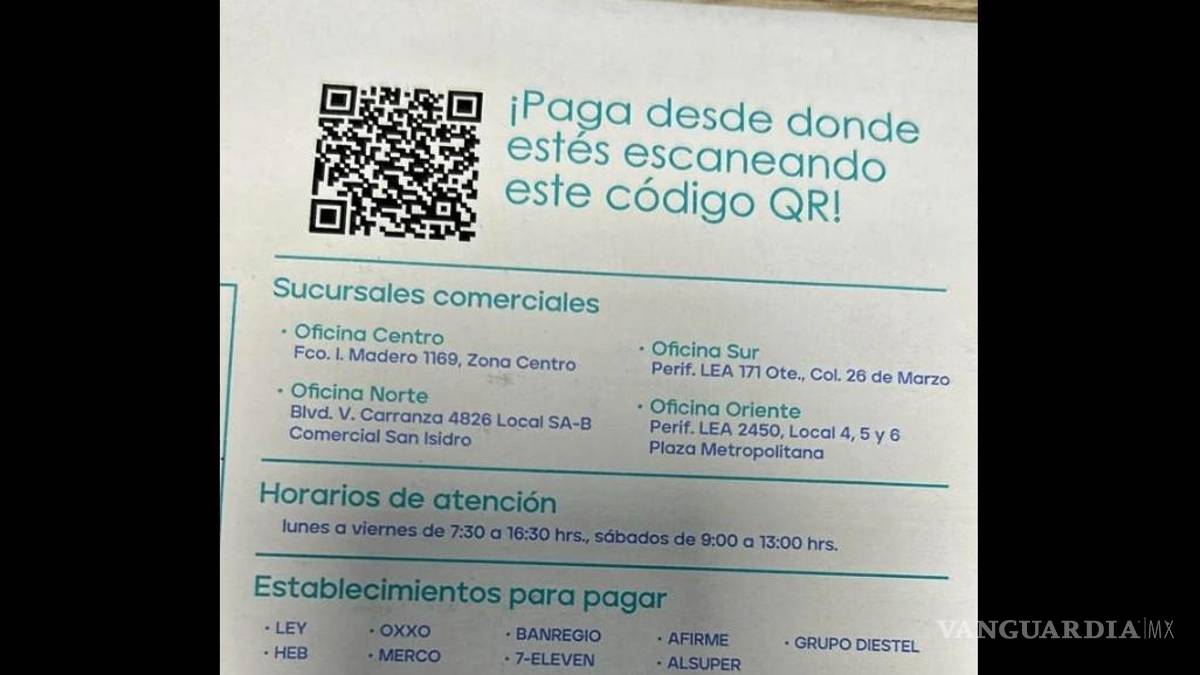 ¡Paga desde donde
estés escaneando
este código QR!
Sucursales comerciales
• Oficina Centro
Fco. I. Madero 1169, Zona Centro
• Oficina Norte
Blvd. V. Carranza 4826 Local SA-B
Comercial San Isidro
• Oficina Sur
Perif. LEA 171 Ote., Col. 26 de Marzo
• Oficina Oriente
Perif. LEA 2450, Local 4, 5 y 6
Plaza Metropolitana
Horarios de atención
lunes a viernes de 7:30 a 16:30 hrs., sábados de 9:00 a 13:00 hrs.
Establecimientos para pagar
• LEY • OXXO • BANREGIO • AFIRME • GRUPO DIESTEL
• HEB • MERCO • 7-ELEVEN • ALSUPER
VANGUARDIA|MX